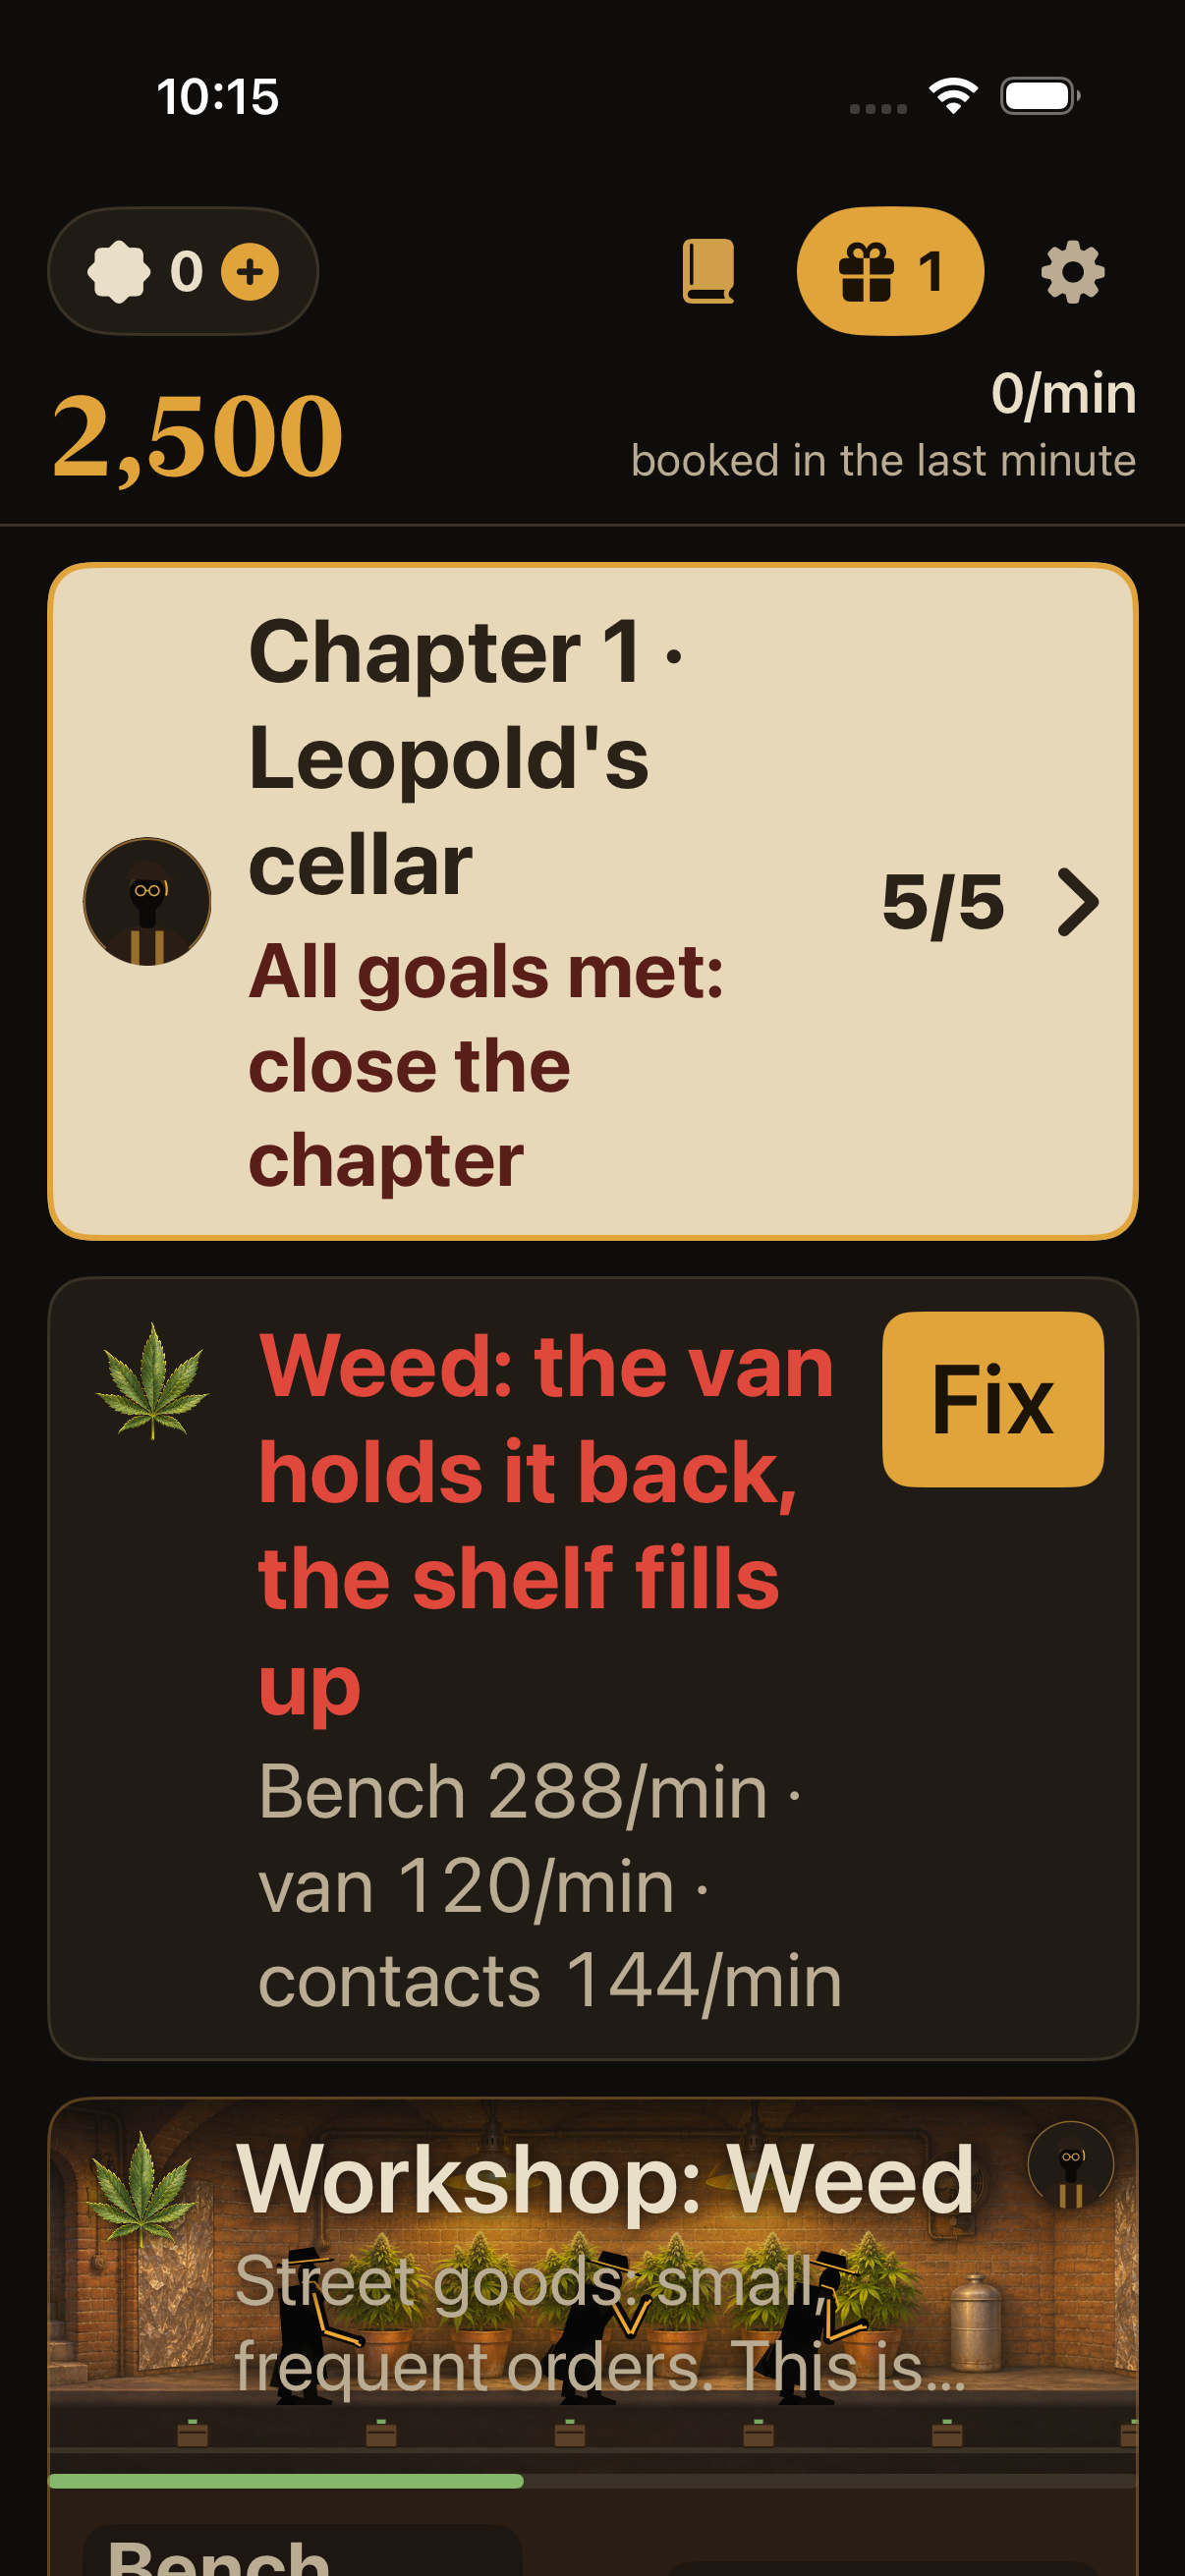 10:15
0
1
2,500
0/min
booked in the last minute
Chapter 1 ·
Leopold's
cellar
All goals met:
close the
chapter
5/5
Weed: the van
holds it back,
the shelf fills
up
Fix
Bench 288/min ·
van 120/min ·
contacts 144/min
Workshop: Weed
Street goods: small,
frequent orders. This is...
Bench